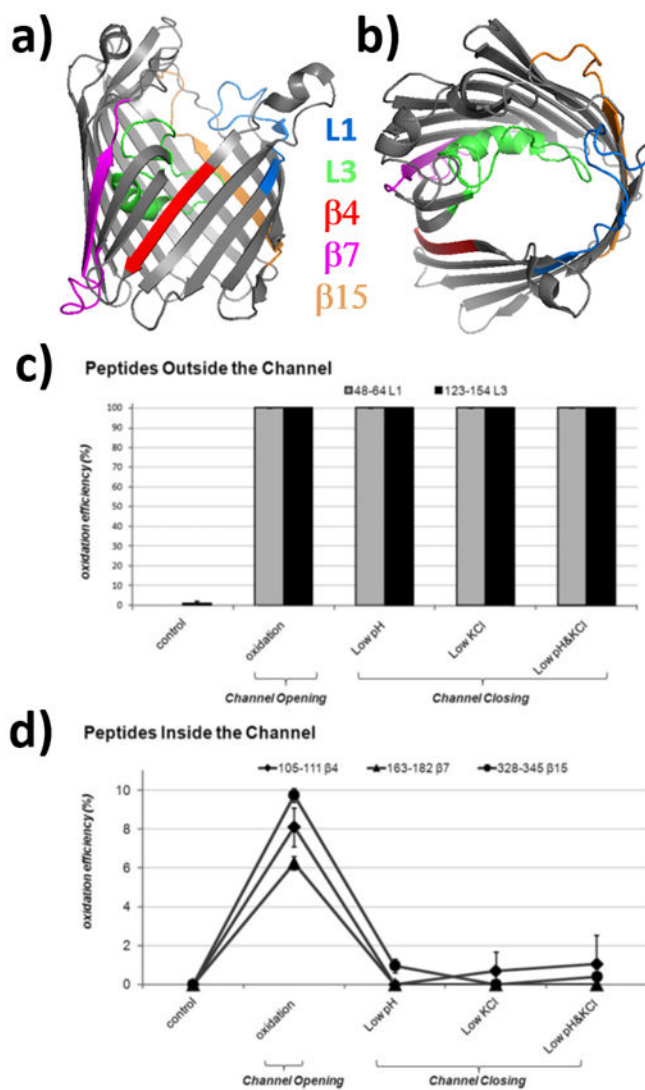 a)
b)
L1
L3
β4
β7
β15
c)
Peptides Outside the Channel
48-64 L1
123-154 L3
oxidation efficiency (%)
100
90
80
70
60
50
40
30
20
10
0
control
oxidation
Low pH
Low KCl
Low pH&KCl
Channel Opening
Channel Closing
d)
Peptides Inside the Channel
105-111 β4
163-182 β7
328-345 β15
oxidation efficiency (%)
10
8
6
4
2
0
control
oxidation
Low pH
Low KCl
Low pH&KCl
Channel Opening
Channel Closing